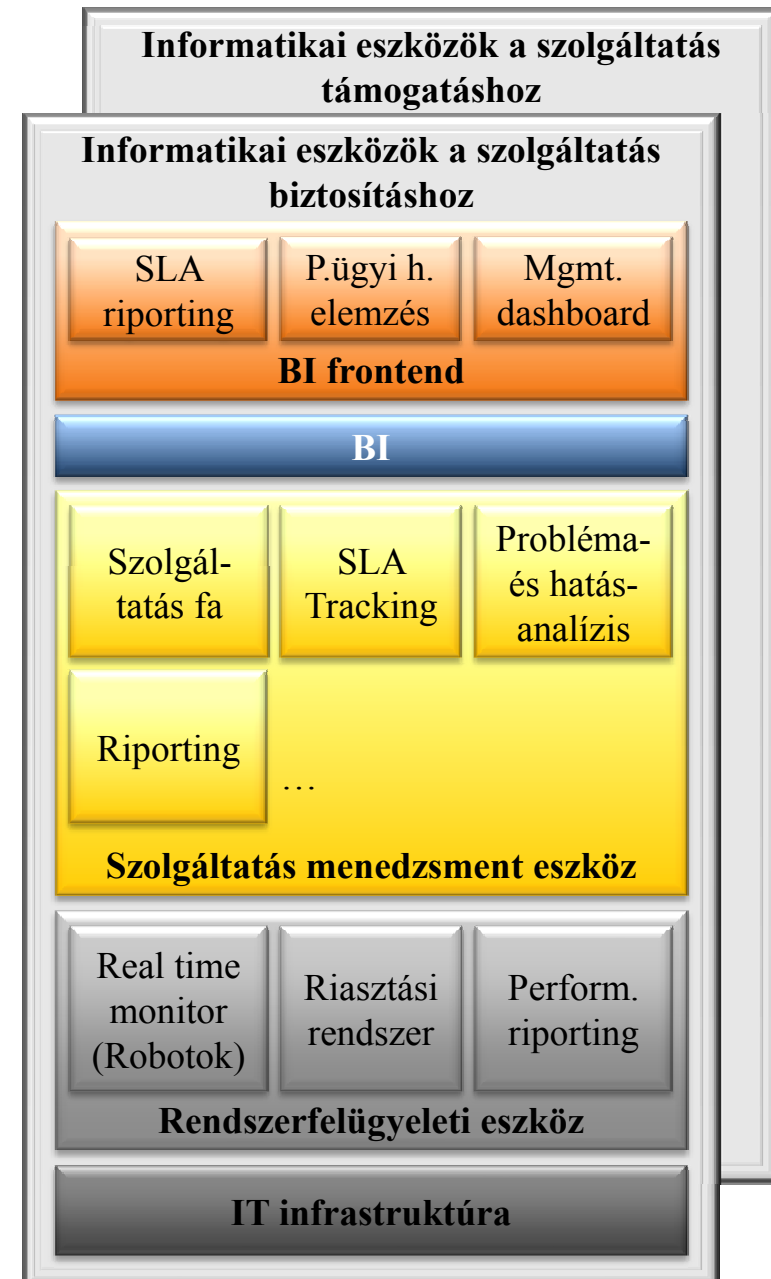 Informatikai eszközök a szolgáltatás
támogatáshoz
Informatikai eszközök a szolgáltatás
biztosításhoz
SLA
riporting
P.ügyi h.
elemzés
Mgmt.
dashboard
BI frontend
BI
Szolgál-
tatás fa
SLA
Tracking
Probléma-
és hatás-
analízis
Riporting
…
Szolgáltatás menedzsment eszköz
Real time
monitor
(Robotok)
Riasztási
rendszer
Perform.
riporting
Rendszerfelügyeleti eszköz
IT infrastruktúra